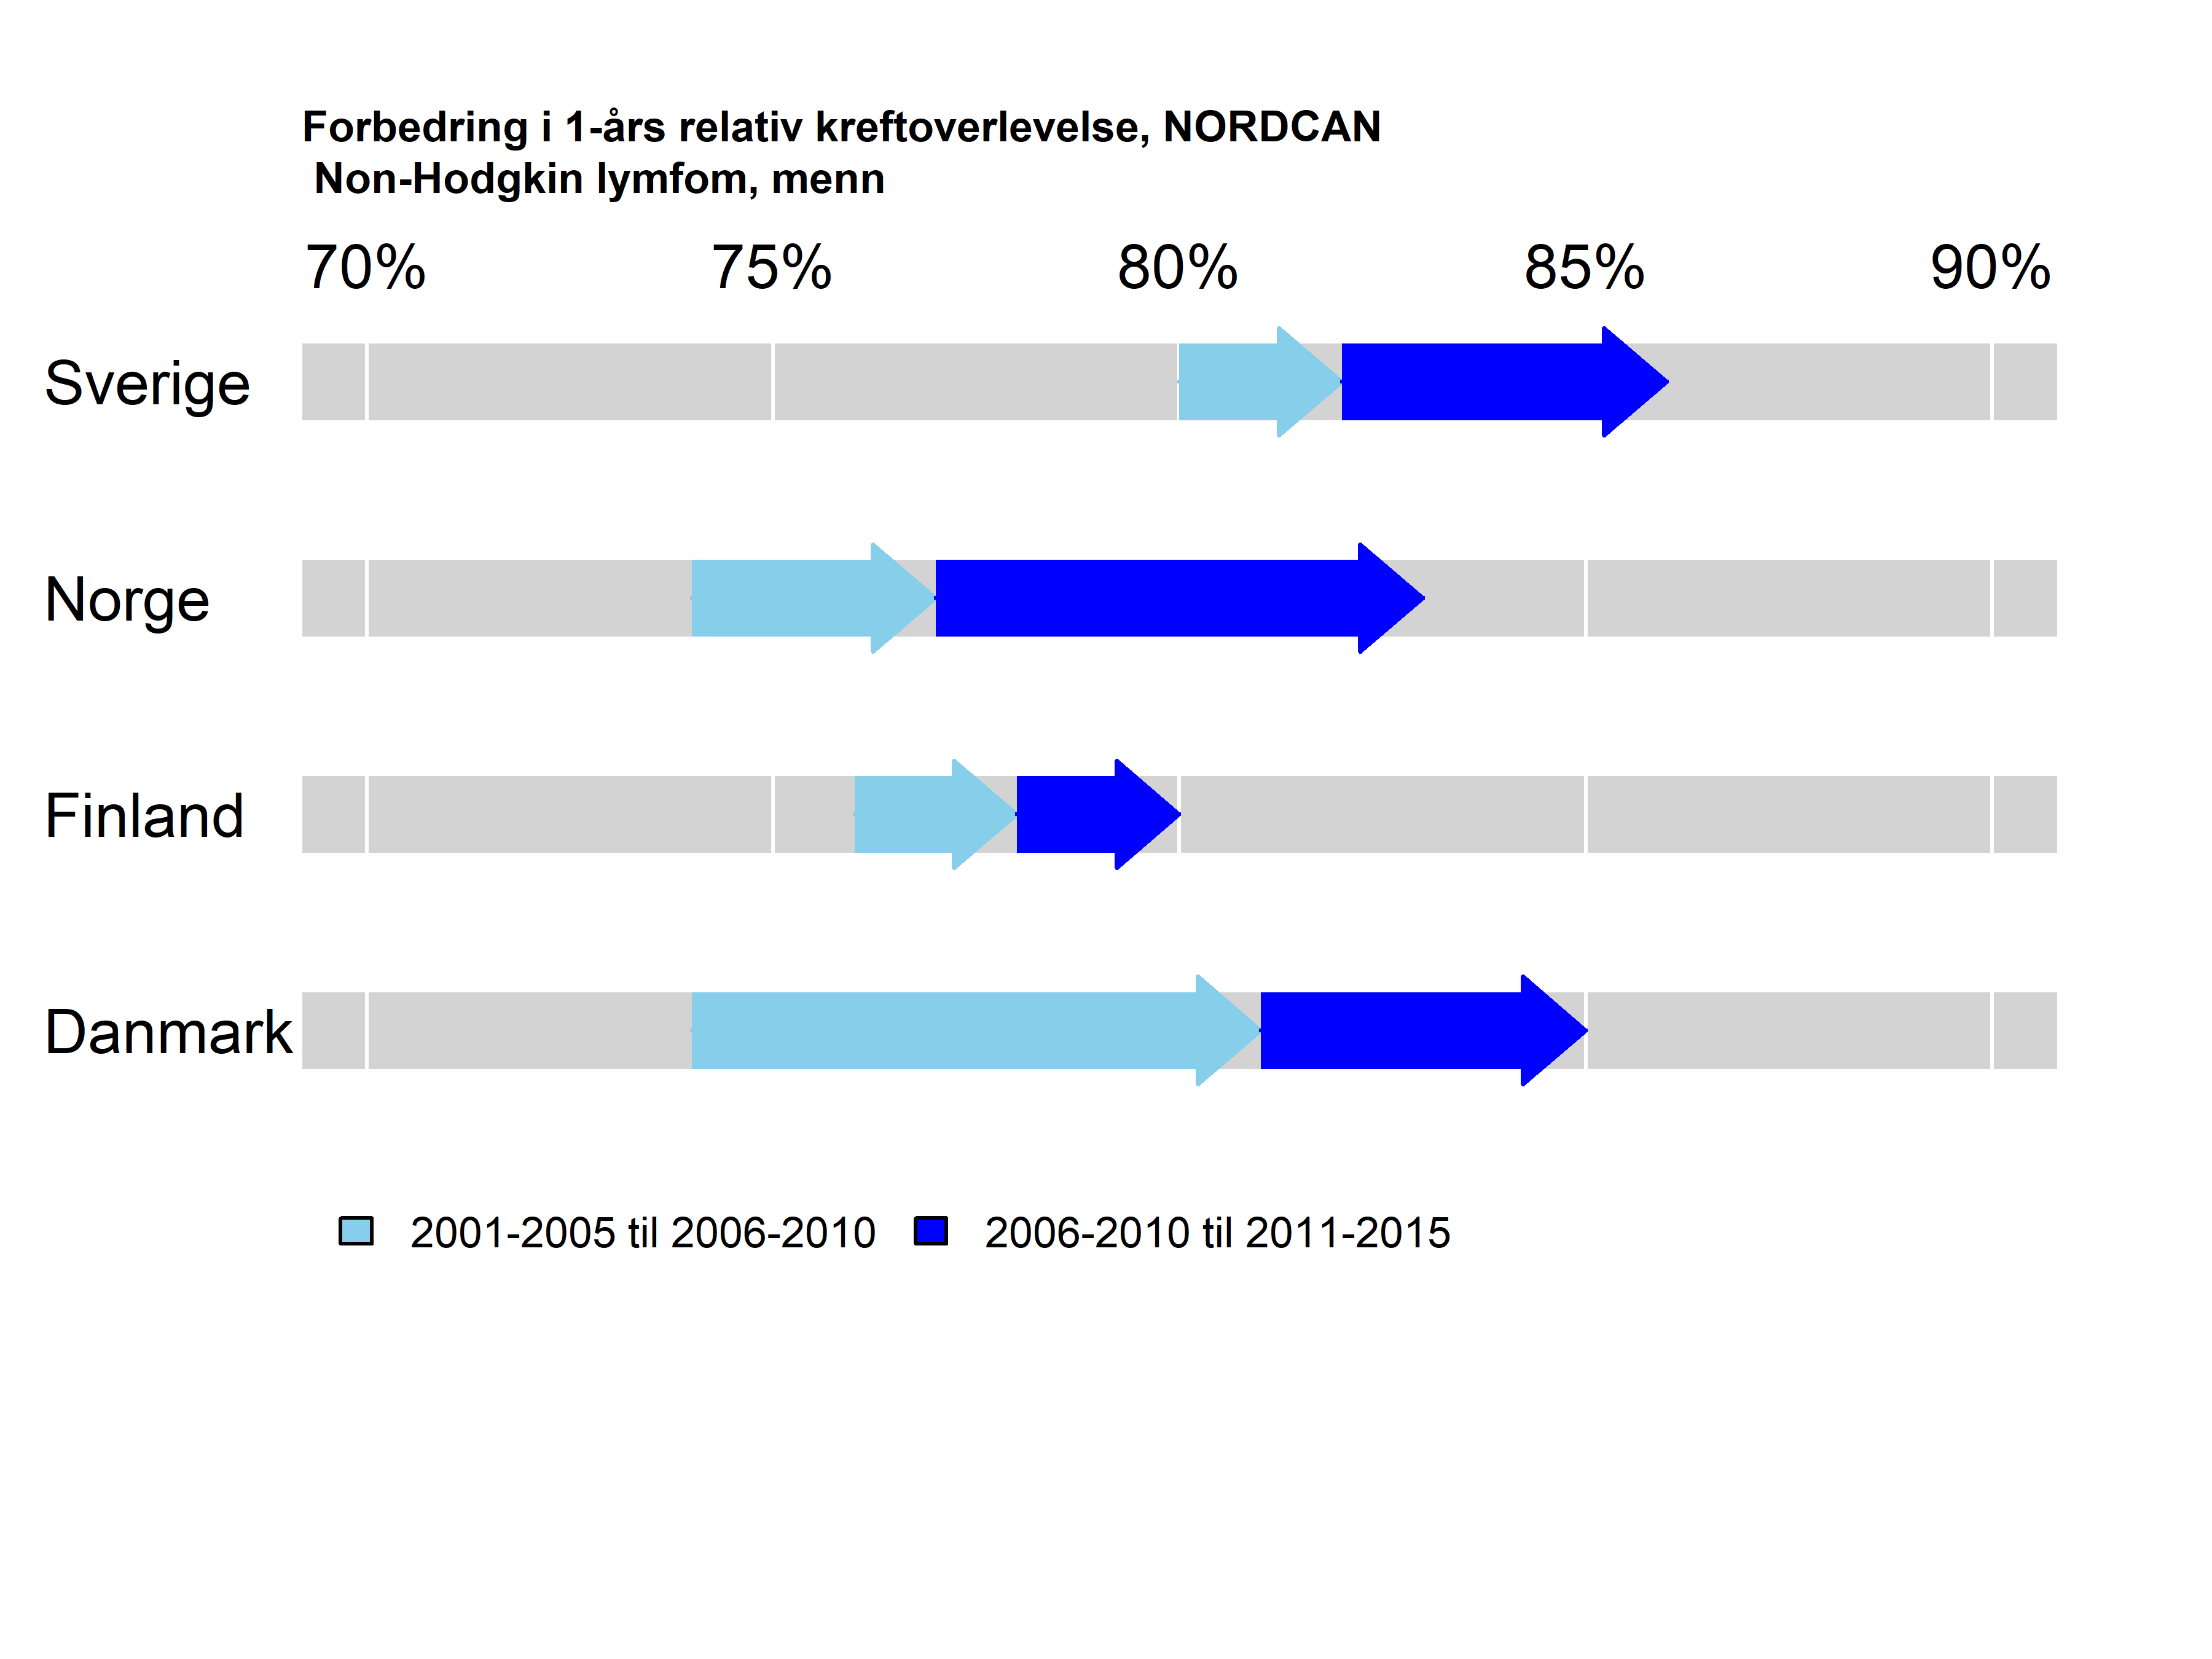 Forbedring i 1-års relativ kreftoverlevelse, NORDCAN
Non-Hodgkin lymfom, menn
70% 75% 80% 85% 90%
Sverige
Norge
Finland
Danmark
2001-2005 til 2006-2010 2006-2010 til 2011-2015